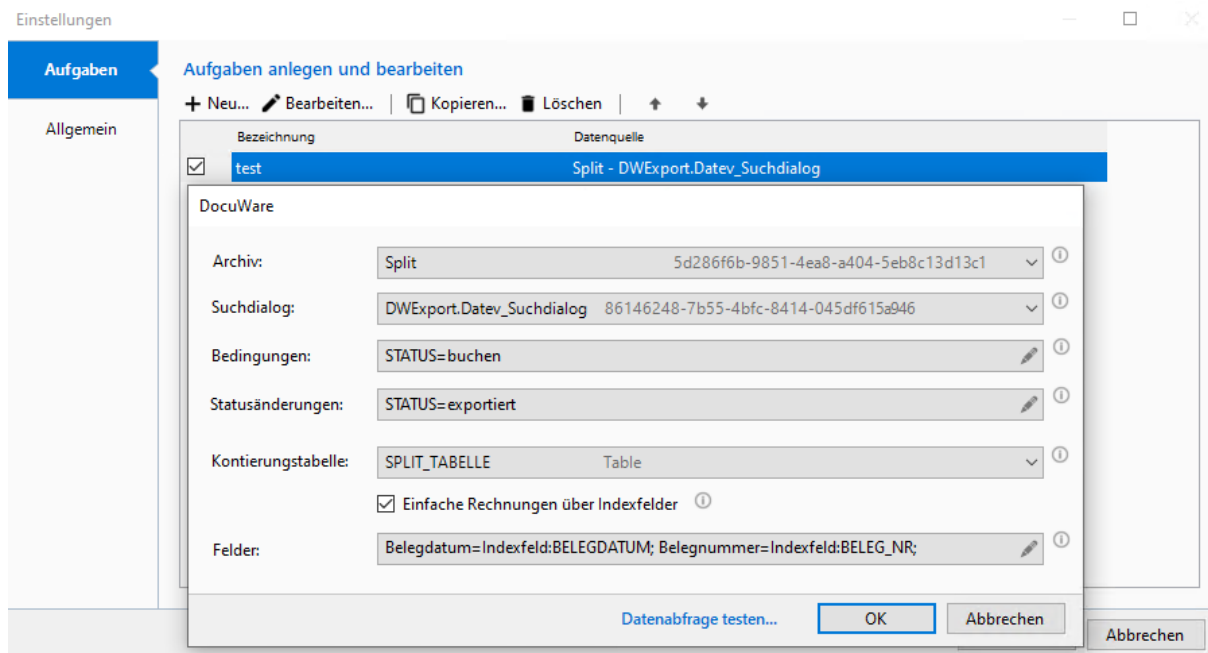 Einstellungen
Aufgaben
Allgemein
Aufgaben anlegen und bearbeiten
Neu... Bearbeiten... Kopieren... Löschen
Bezeichnung Datenquelle
test Split - DWExport.Datev_Suchdialog
DocuWare
Archiv: Split 5d286f6b-9851-4ea8-a404-5eb8c13d13c1
Suchdialog: DWExport.Datev_Suchdialog 86146248-7b55-4bfc-8414-045df615a946
Bedingungen: STATUS=buchen
Statusänderungen: STATUS=exportiert
Kontierungstabelle: SPLIT_TABELLE Table
Einfache Rechnungen über Indexfelder
Felder: Belegdatum=Indexfeld:BELEGDATUM; Belegnummer=Indexfeld:BELEG_NR;
Datenabfrage testen... OK Abbrechen
Abbrechen